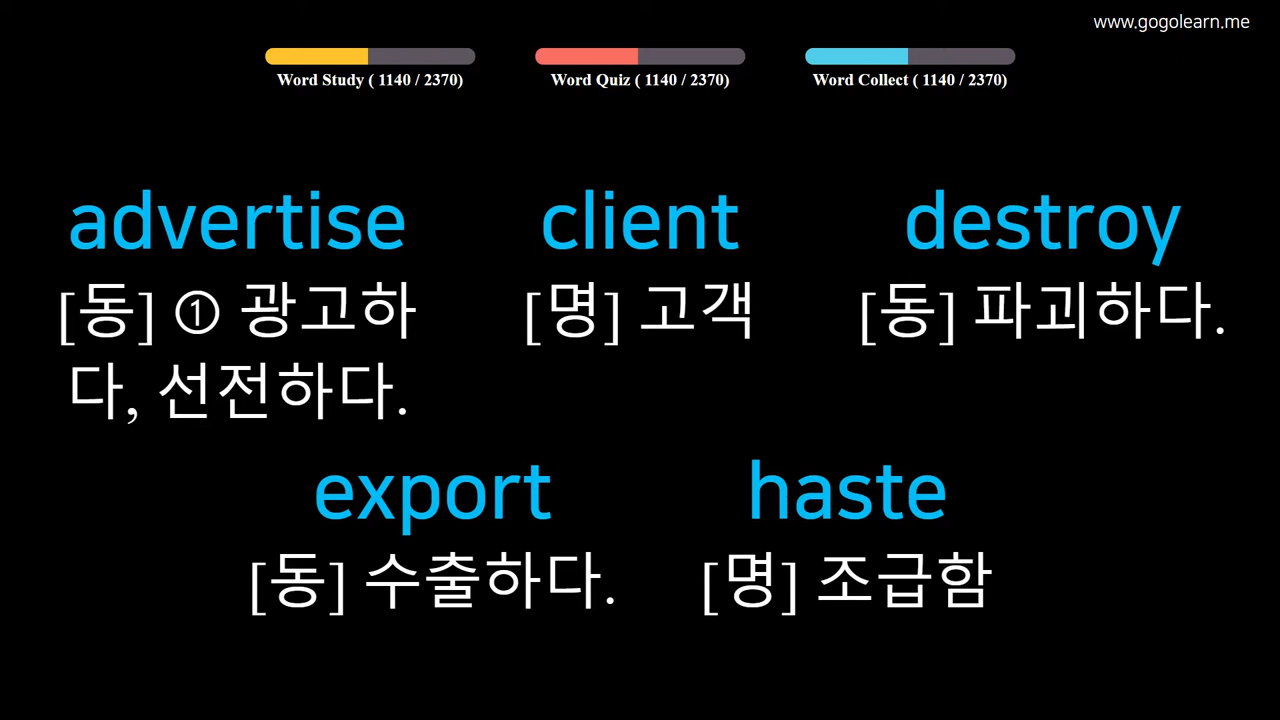 www.gogolearn.me
Word Study ( 1140 / 2370)
Word Quiz ( 1140 / 2370)
Word Collect ( 1140 / 2370)
advertise
[동] ① 광고하
다, 선전하다.
client
[명] 고객
destroy
[동] 파괴하다.
export
[동] 수출하다.
haste
[명] 조급함